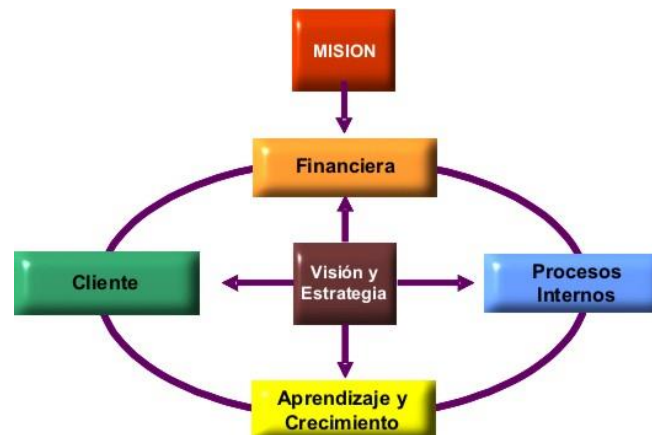 MISION
Financiera
Cliente
Visión y
Estrategia
Procesos
Internos
Aprendizaje y
Crecimiento